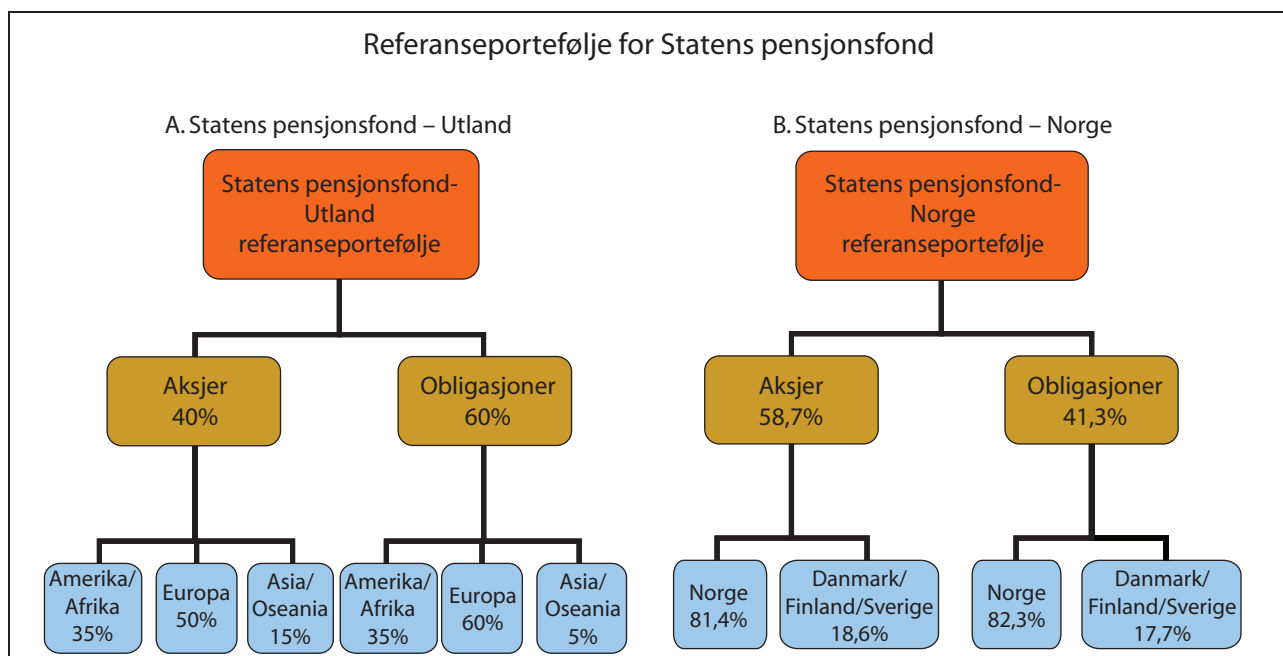 Referanseportefølje for Statens pensjonsfond
A. Statens pensjonsfond – Utland
Statens pensjonsfond-
Utland
referanseportefølje
Aksjer
40%
Obligasjoner
60%
Amerika/
Afrika
35%
Europa
50%
Asia/
Oseania
15%
Amerika/
Afrika
35%
Europa
60%
Asia/
Oseania
5%
B. Statens pensjonsfond – Norge
Statens pensjonsfond-
Norge
referanseportefølje
Aksjer
58,7%
Obligasjoner
41,3%
Norge
81,4%
Danmark/
Finland/Sverige
18,6%
Norge
82,3%
Danmark/
Finland/Sverige
17,7%